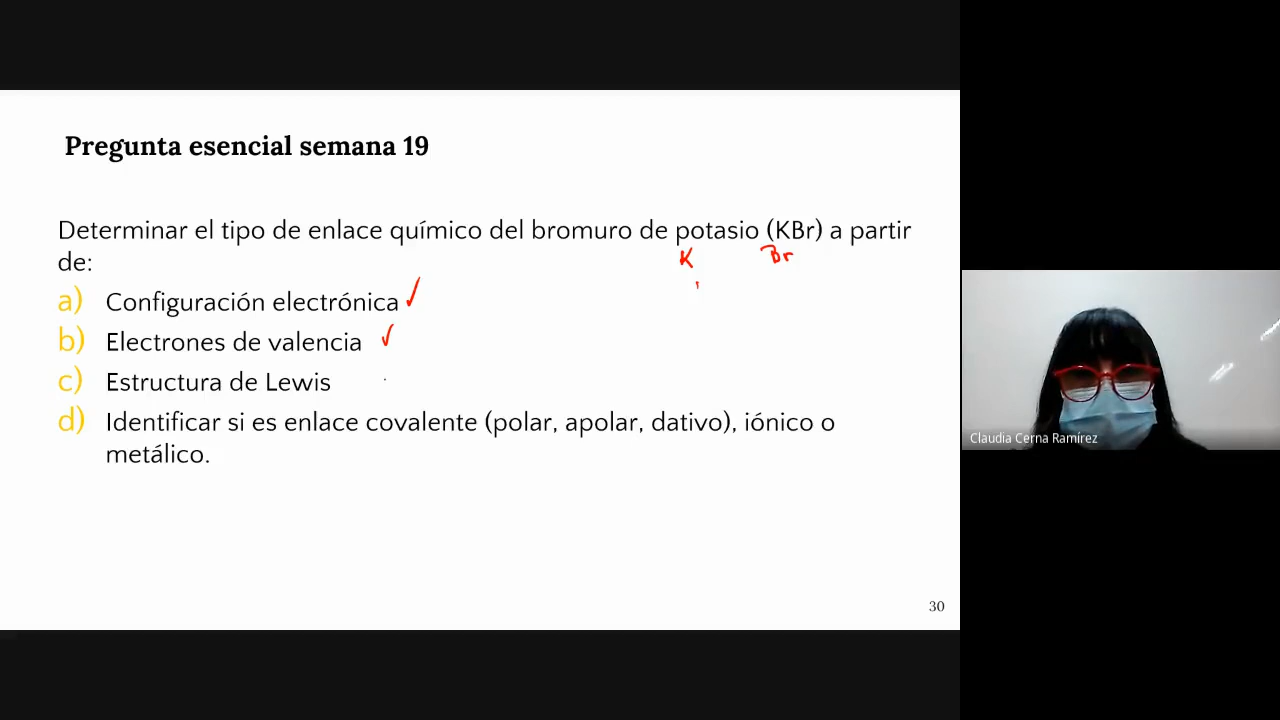 Pregunta esencial semana 19
Determinar el tipo de enlace químico del bromuro de potasio (KBr) a partir
de:
K Br
a) Configuración electrónica
b) Electrones de valencia
c) Estructura de Lewis
d) Identificar si es enlace covalente (polar, apolar, dativo), iónico o
metálico.
30
Claudia Cerna Ramírez